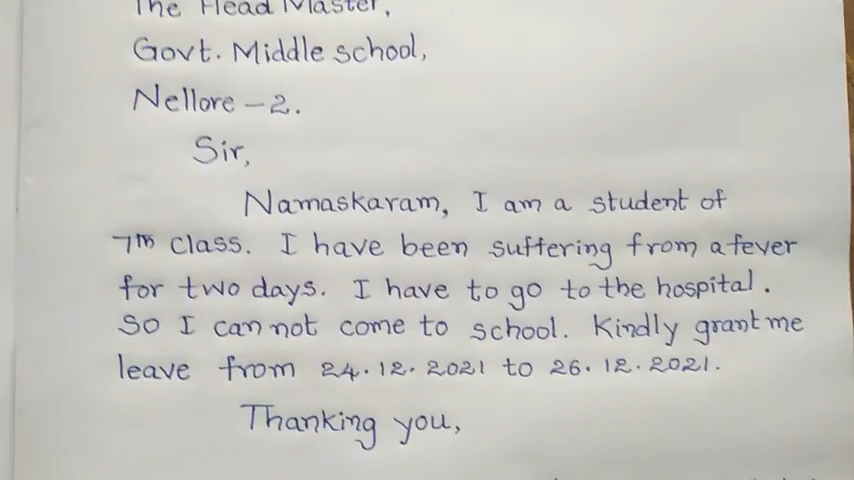 The Head Master,
Govt. Middle school,
Nellore - 2.
Sir,
Namaskaram, I am a student of
7th class. I have been suffering from a fever
for two days. I have to go to the hospital.
So I can not come to school. Kindly grant me
leave from 24.12.2021 to 26.12.2021.
Thanking you,